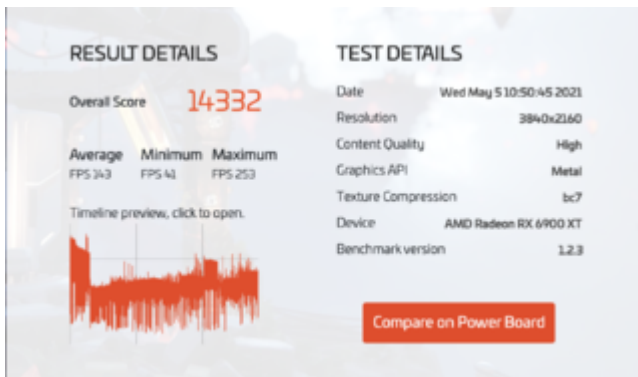 RESULT DETAILS
Overall Score 14332
Average Minimum Maximum
FPS 143 FPS 41 FPS 253
Timeline preview, click to open.
TEST DETAILS
Date Wed May 5 10:50:45 2021
Resolution 3840x2160
Content Quality High
Graphics API Metal
Texture Compression bc7
Device AMD Radeon RX 6900 XT
Benchmark version 1.2.3
Compare on Power Board